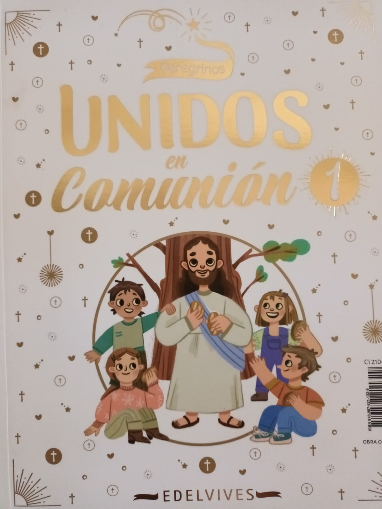 Peregrinos
UNIDOS
en
Comunión
1
EDELVIVES